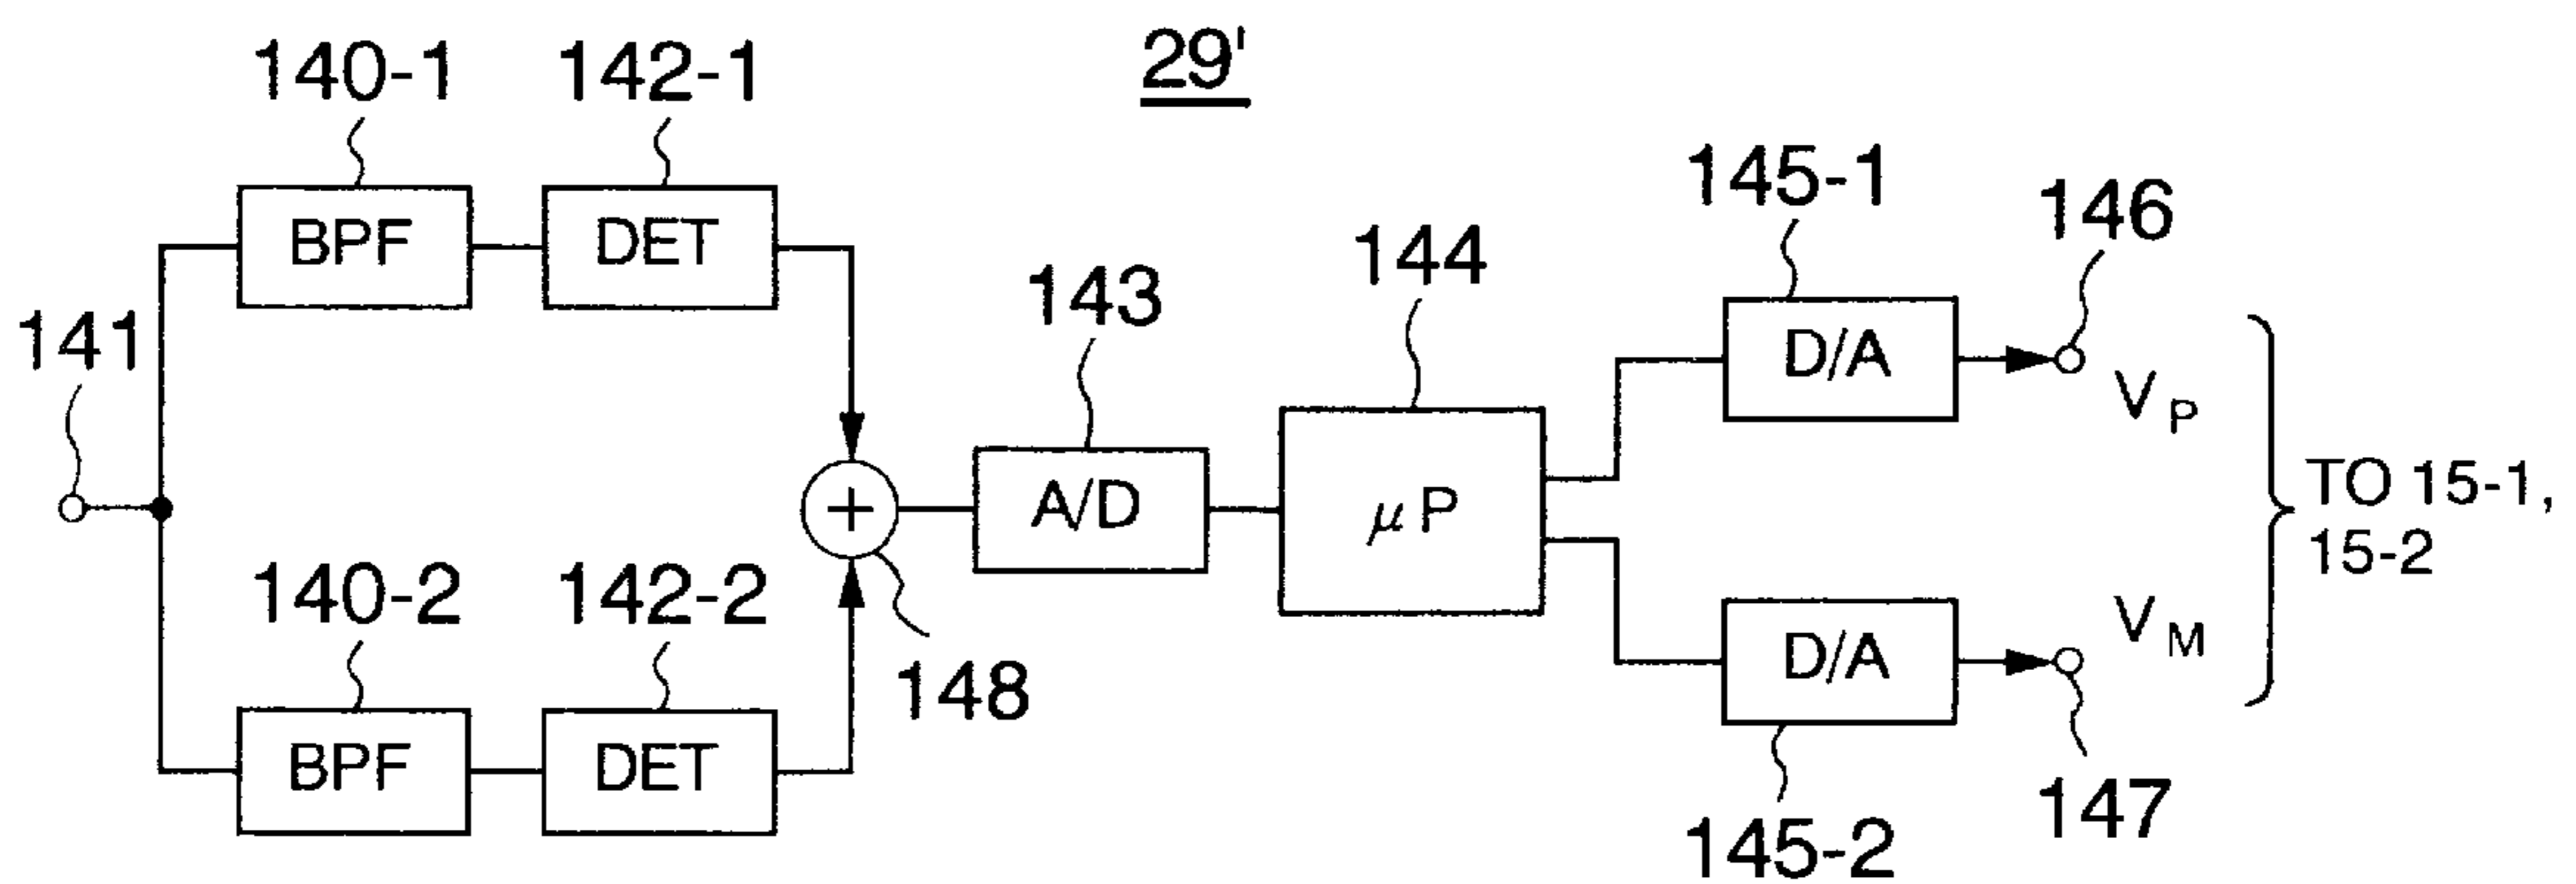 29'
140-1
142-1
BPF
DET
141
140-2
142-2
BPF
DET
148
143
A/D
144
μP
145-1
D/A
146
V P
V M
D/A
145-2
147
TO 15-1,
15-2